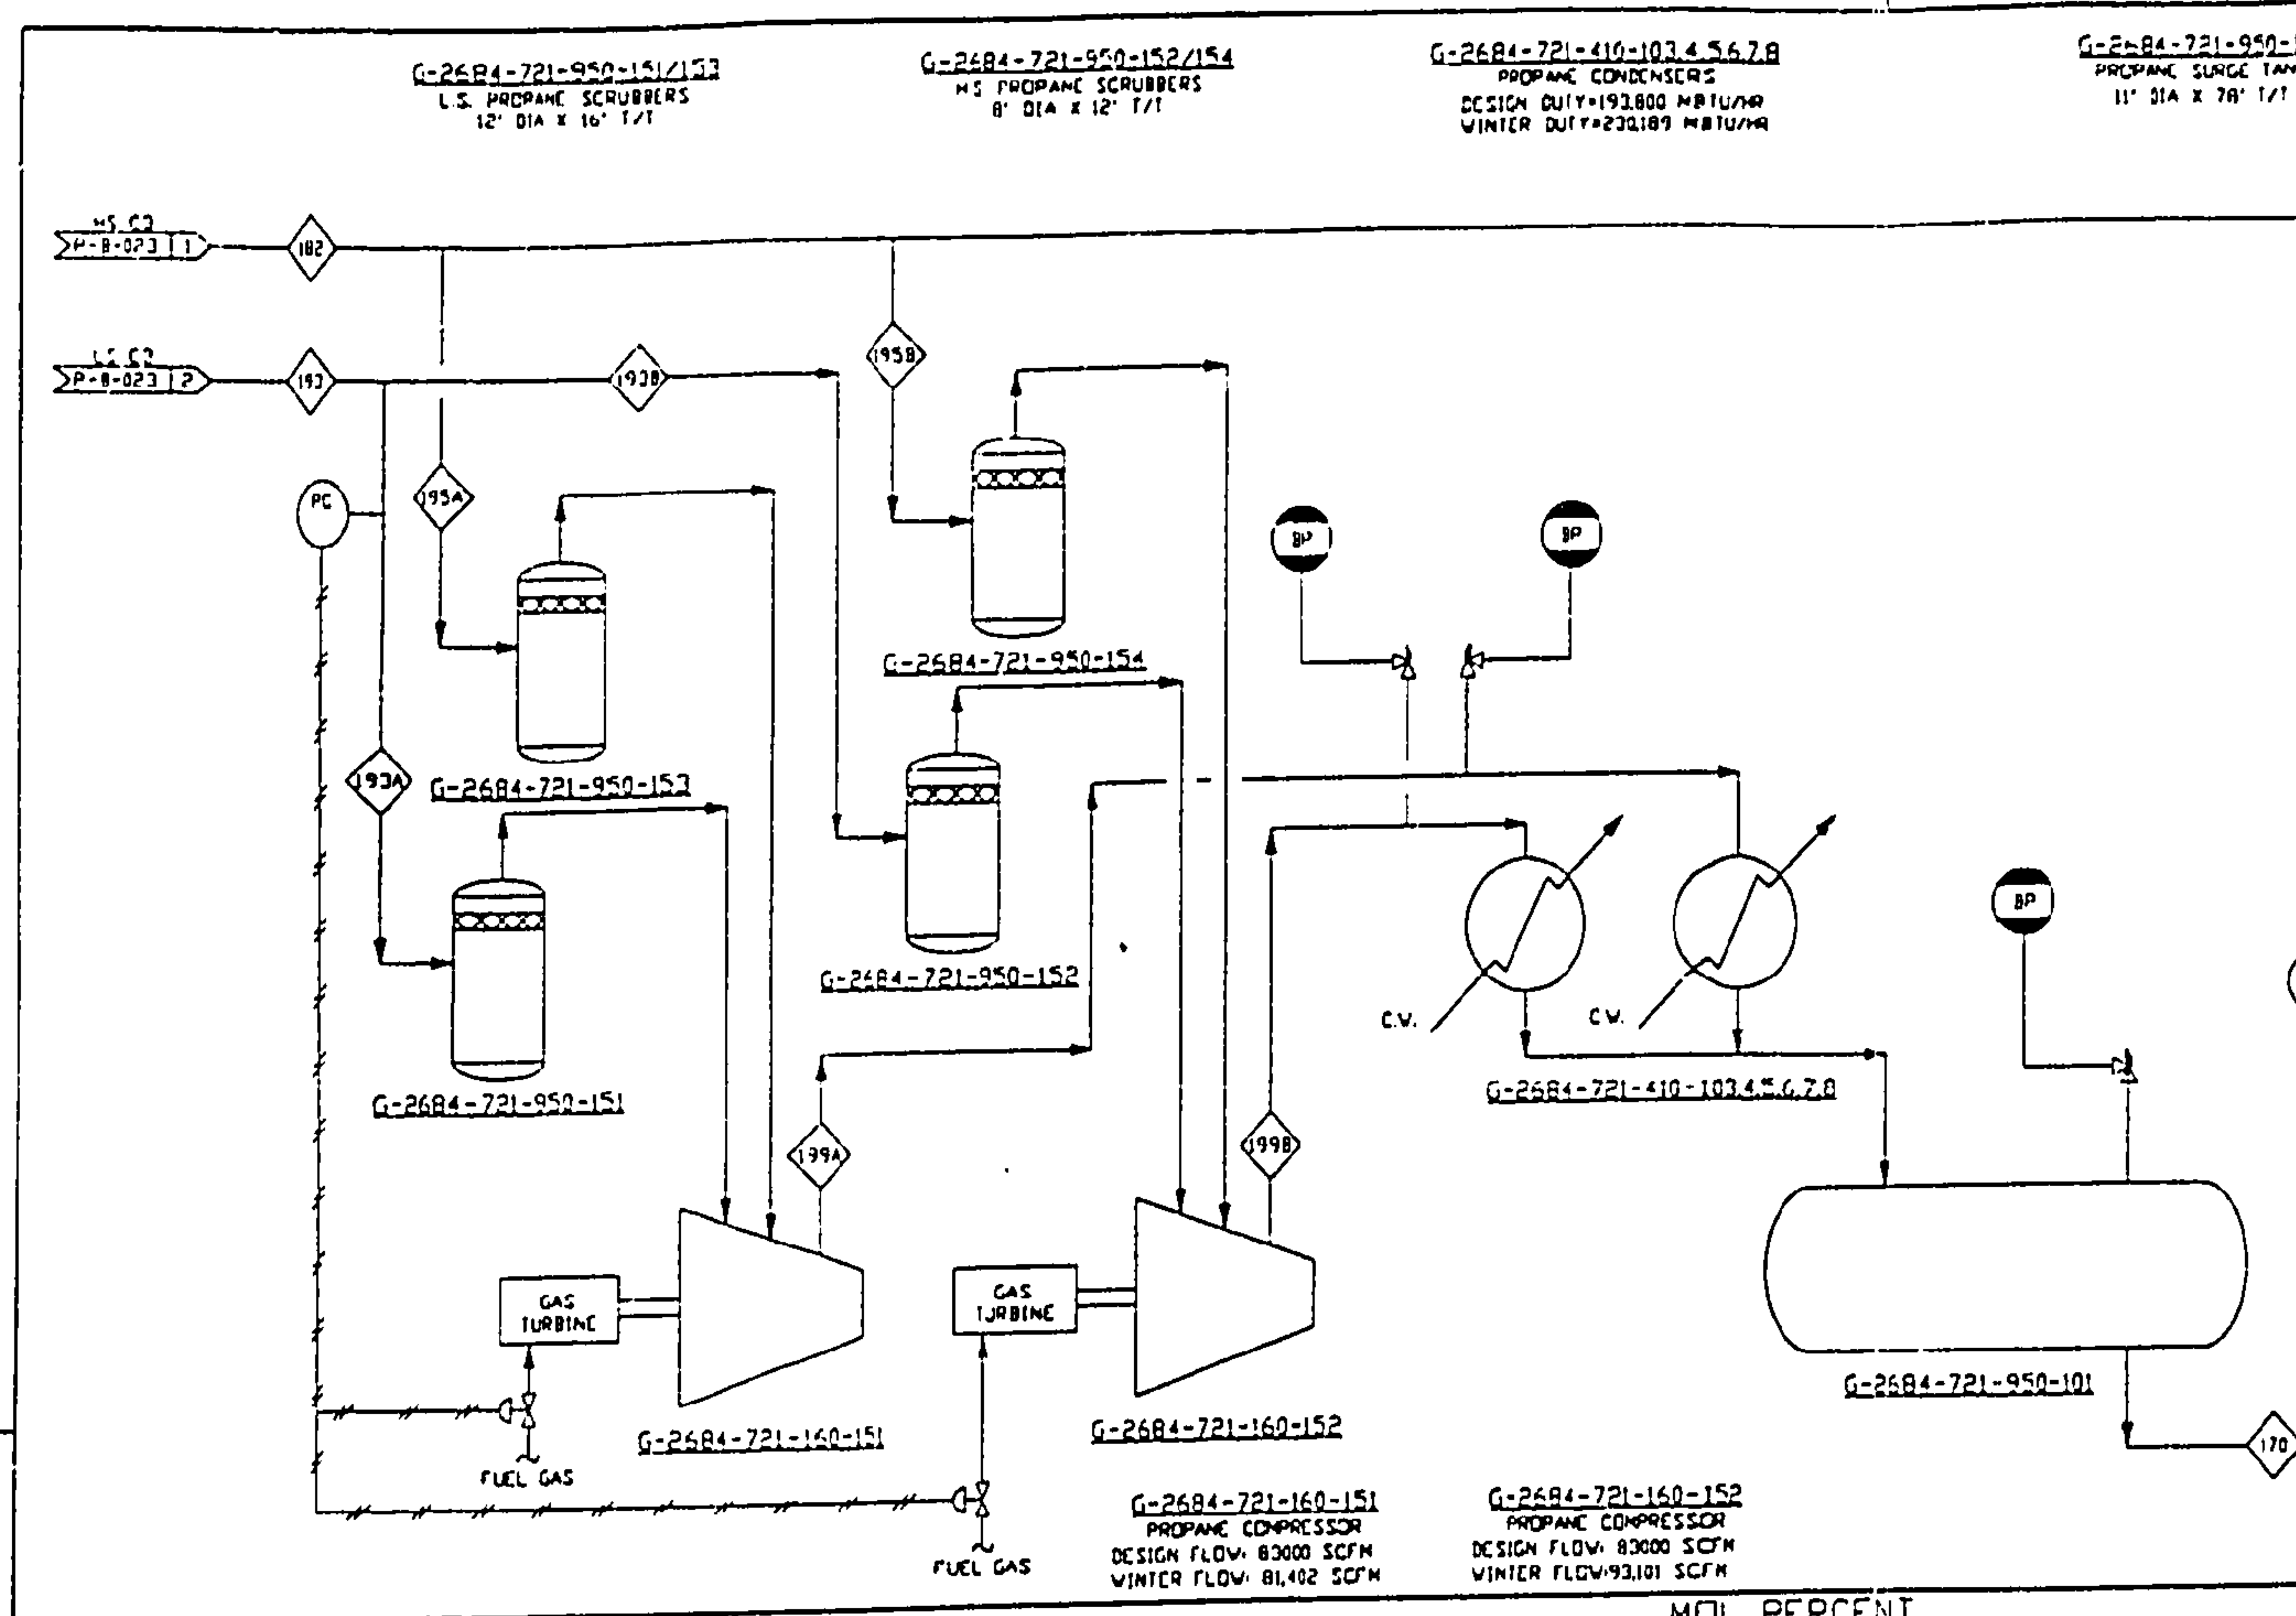 G-2684-721-950-151/153
L.S. PROPANE SCRUBBERS
12' DIA X 16' T/T
G-2684-721-950-152/154
H.S PROPANE SCRUBBERS
8' DIA X 12' T/T
G-2684-721-410-103,4,5,6,7,8
PROPANE CONDENSERS
DESIGN DUTY=193,800 MBTU/HR
WINTER DUTY=230,189 MBTU/HR
G-2684-721-950-
PROPANE SURGE TAN
11' DIA X 78' T/T
HS C3
P-B-023 1
182
LS C3
P-B-023 2
193
193B
195B
195A
PC
193A
BP
BP
G-2684-721-950-154
G-2684-721-950-153
G-2684-721-950-152
G-2684-721-950-151
BP
C.W.
C.W.
G-2684-721-410-103,4,5,6,7,8
199A
199B
GAS
TURBINE
GAS
TURBINE
G-2684-721-950-101
170
G-2684-721-160-151
G-2684-721-160-152
FUEL GAS
FUEL GAS
G-2684-721-160-151
PROPANE COMPRESSOR
DESIGN FLOW: 83000 SCFM
WINTER FLOW: 81,402 SCFM
G-2684-721-160-152
PROPANE COMPRESSOR
DESIGN FLOW: 83000 SCFM
WINTER FLOW:93,101 SCFM
MOL PERCENT